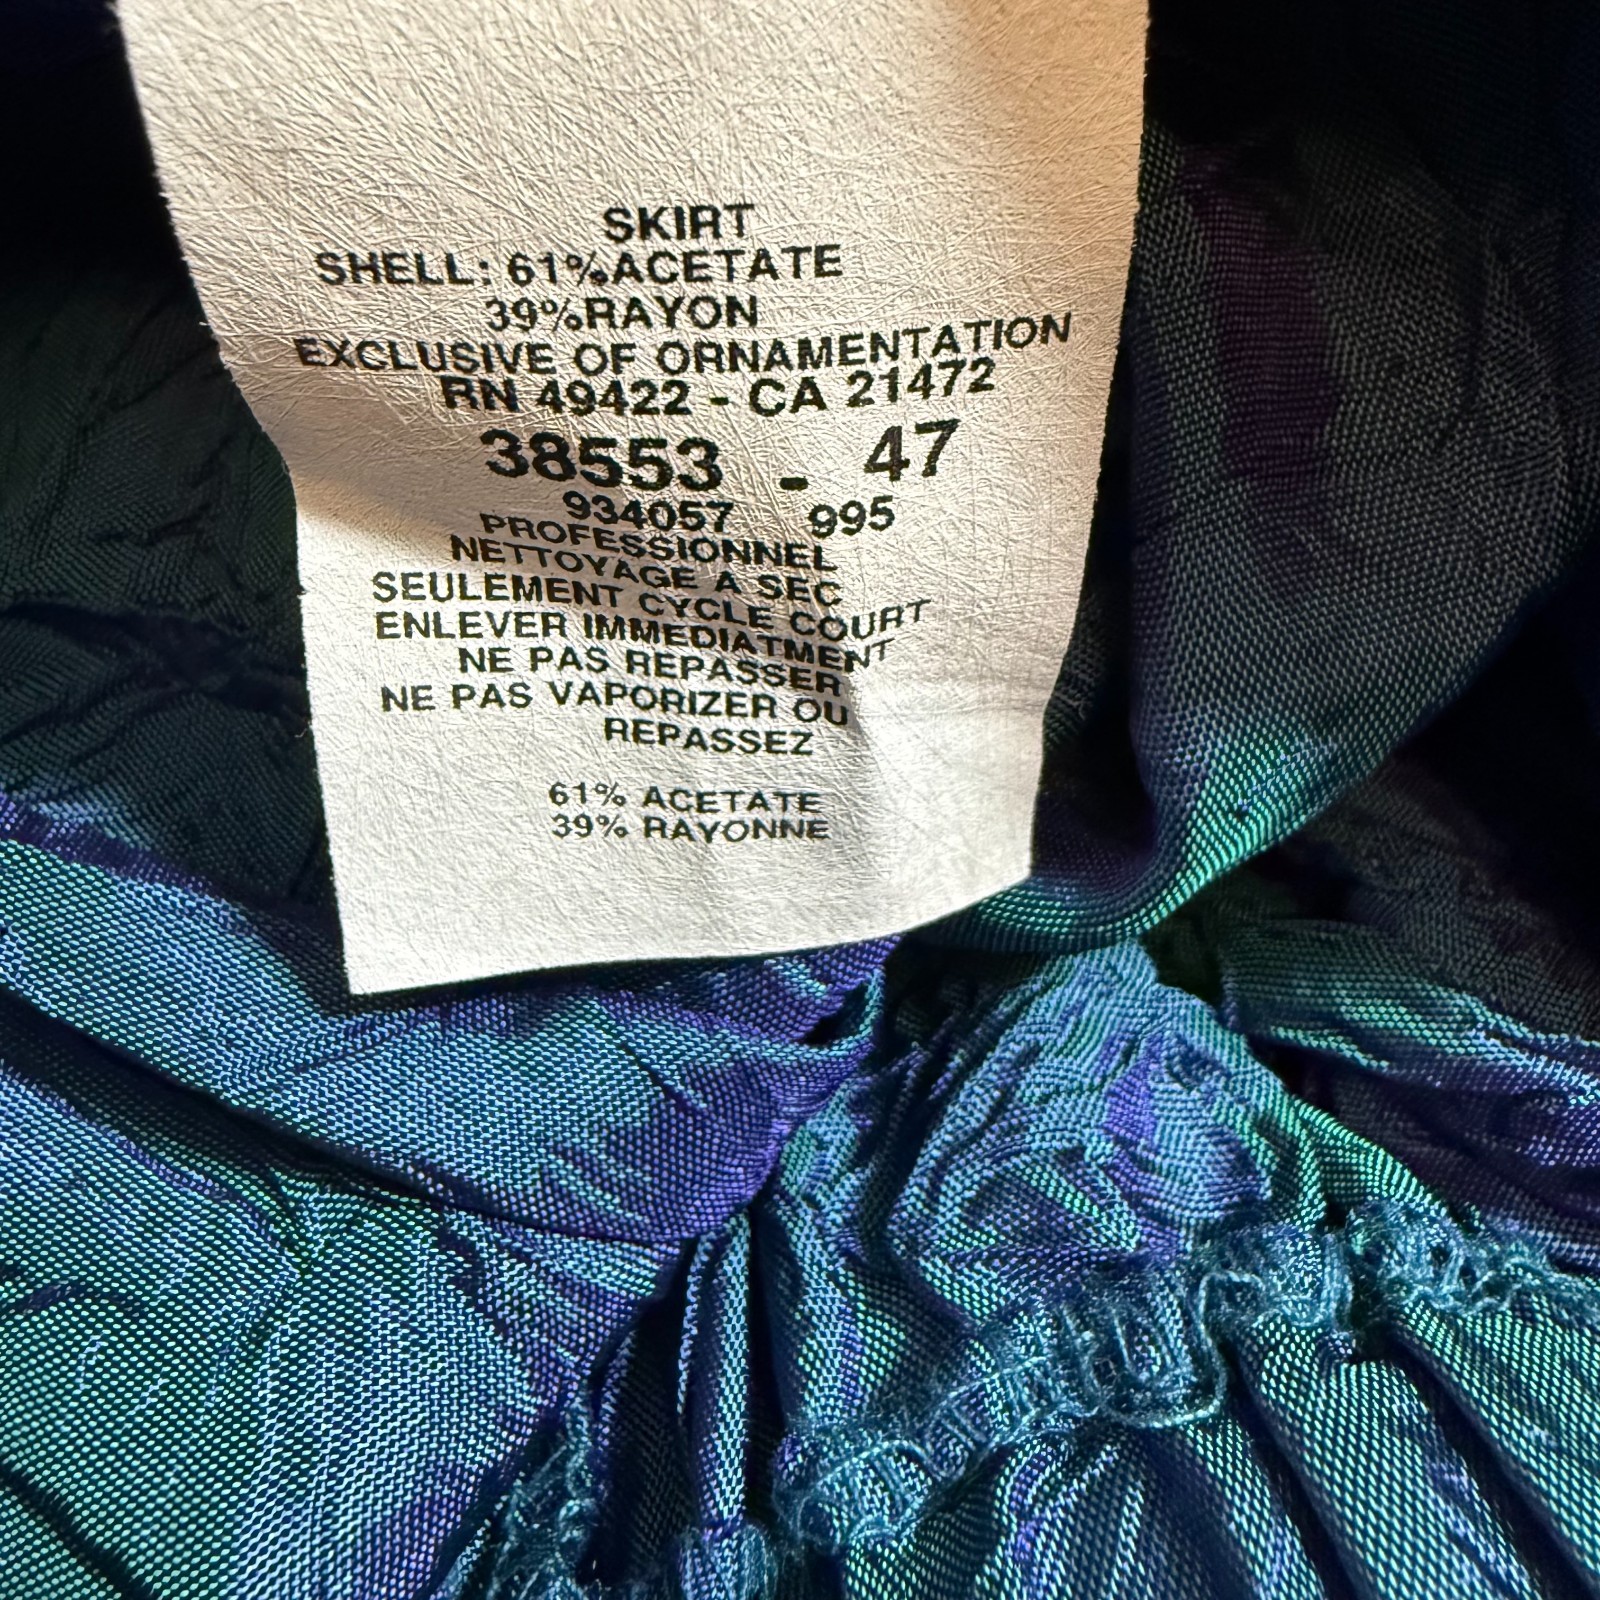 SKIRT
SHELL: 61%ACETATE
39%RAYON
EXCLUSIVE OF ORNAMENTATION
RN 49422 - CA 21472
38553 - 47
934057 995
PROFESSIONNEL
NETTOYAGE A SEC
SEULEMENT CYCLE COURT
ENLEVER IMMEDIATMENT
NE PAS REPASSER
NE PAS VAPORIZER OU
REPASSEZ
61% ACETATE
39% RAYONNE